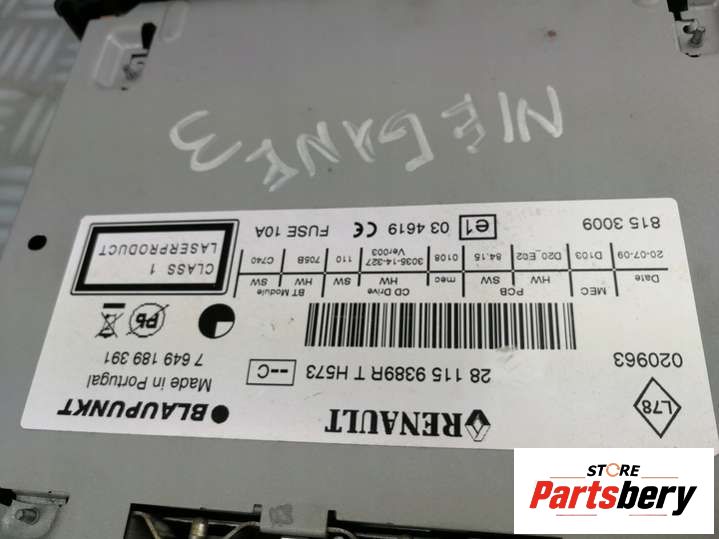 MEGANE 3
RENAULT
BLAUPUNKT
L78
28 115 9389R T H573
--C
Made in Portugal
7 649 189 391
020963
Pb
Date MEC PCB CD Drive BT Module
HW SW mec HW SW HW SW
20-07-09 D103 D20_E02 84:15 0108 3036-14-327 Ver003 110 705B C740
CLASS 1
LASERPRODUCT
815 3009
e1
03 4619 CE FUSE 10A
STORE
Partsbery